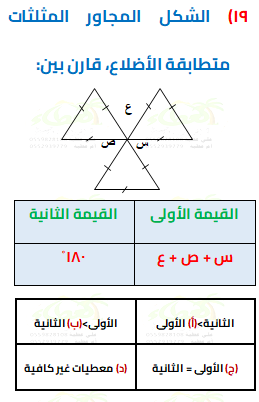 ١٩) الشكل المجاور المثلثات
متطابقة الأضلاع، قارن بين:
ع
ص
س
القيمة الأولى
القيمة الثانية
س + ص + ع
١٨٠°
(أ) الأولى>الثانية
(ب) الثانية>الأولى
(ج) الأولى = الثانية
(د) معطيات غير كافية